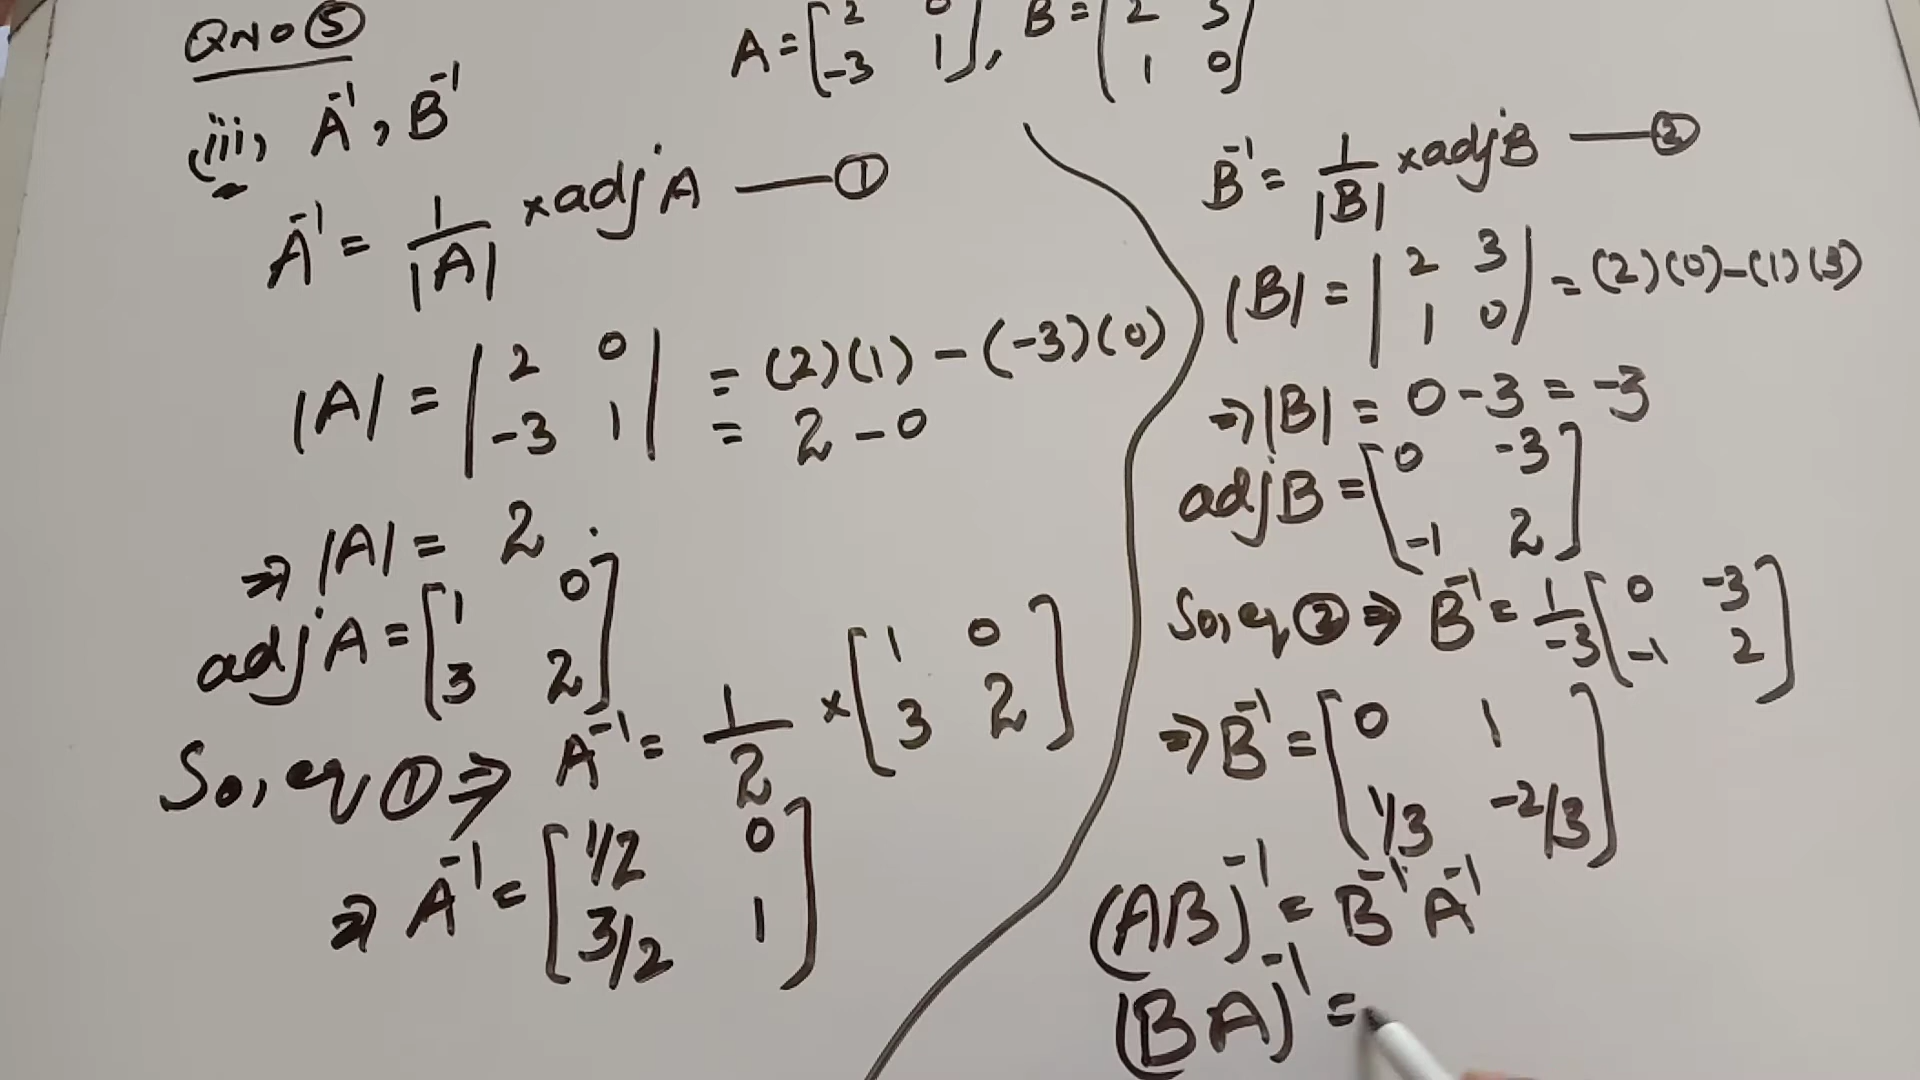 QNO ⑤
A = [2 0; -3 1], B = [2 3; 1 0]
(iii) A⁻¹, B⁻¹
A⁻¹ = 1/|A| × adj A — ①
|A| = |2 0; -3 1| = (2)(1) - (-3)(0)
= 2 - 0
⇒ |A| = 2
adj A = [1 0; 3 2]
So, eq ① ⇒ A⁻¹ = 1/2 × [1 0; 3 2]
⇒ A⁻¹ = [1/2 0; 3/2 1]
B⁻¹ = 1/|B| × adj B — ②
|B| = |2 3; 1 0| = (2)(0) - (1)(3)
⇒ |B| = 0 - 3 = -3
adj B = [0 -3; -1 2]
So, eq ② ⇒ B⁻¹ = 1/-3 [0 -3; -1 2]
⇒ B⁻¹ = [0 1; 1/3 -2/3]
(AB)⁻¹ = B⁻¹ A⁻¹
(BA)⁻¹ =